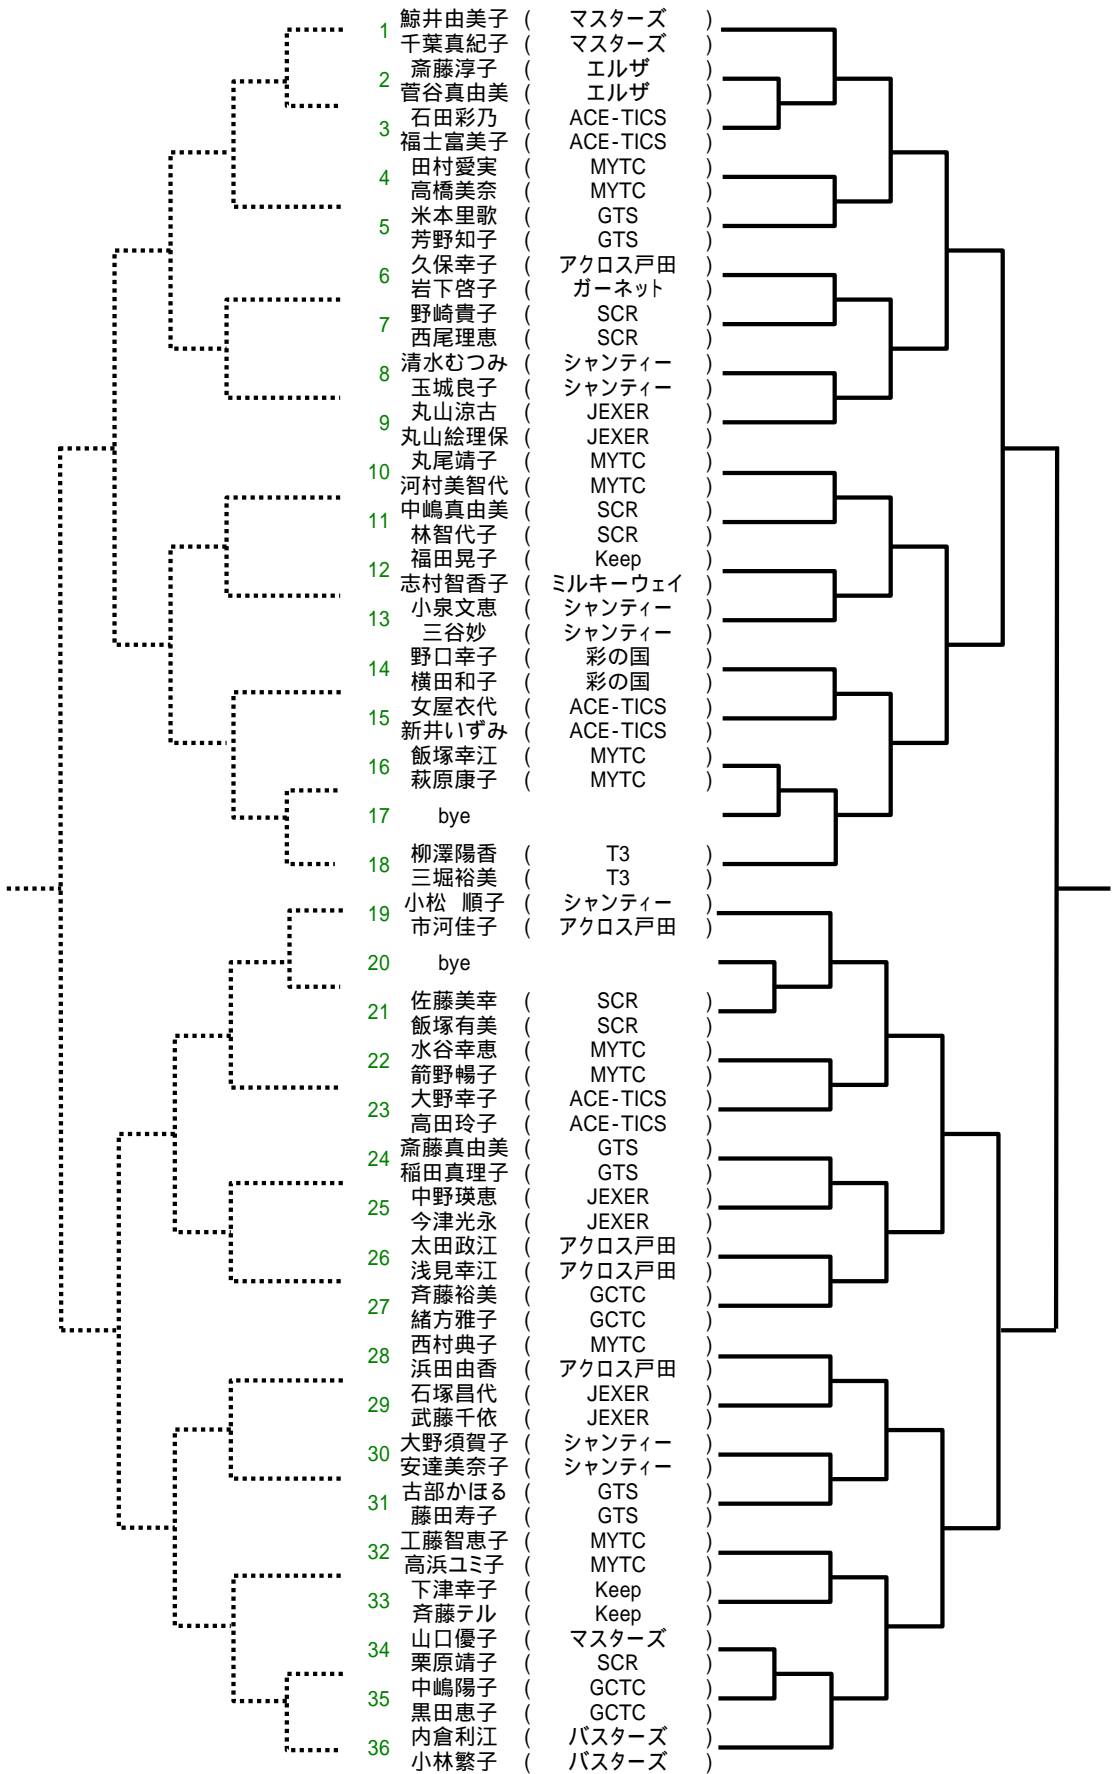 1 鯨井由美子 ( マスターズ )
千葉真紀子 ( マスターズ )
2 斎藤淳子 ( エルザ )
菅谷真由美 ( エルザ )
3 石田彩乃 ( ACE-TICS )
福士富美子 ( ACE-TICS )
4 田村愛実 ( MYTC )
高橋美奈 ( MYTC )
5 米本里歌 ( GTS )
芳野知子 ( GTS )
6 久保幸子 ( アクロス戸田 )
岩下啓子 ( ガーネット )
7 野崎貴子 ( SCR )
西尾理恵 ( SCR )
8 清水むつみ ( シャンティー )
玉城良子 ( シャンティー )
9 丸山涼古 ( JEXER )
丸山絵理保 ( JEXER )
10 丸尾靖子 ( MYTC )
河村美智代 ( MYTC )
11 中嶋真由美 ( SCR )
林智代子 ( SCR )
12 福田晃子 ( Keep )
志村智香子 ( ミルキーウェイ )
13 小泉文恵 ( シャンティー )
三谷妙 ( シャンティー )
14 野口幸子 ( 彩の国 )
横田和子 ( 彩の国 )
15 女屋衣代 ( ACE-TICS )
新井いずみ ( ACE-TICS )
16 飯塚幸江 ( MYTC )
萩原康子 ( MYTC )
17 bye
18 柳澤陽香 ( T3 )
三堀裕美 ( T3 )
19 小松 順子 ( シャンティー )
市河佳子 ( アクロス戸田 )
20 bye
21 佐藤美幸 ( SCR )
飯塚有美 ( SCR )
22 水谷幸恵 ( MYTC )
箭野暢子 ( MYTC )
23 大野幸子 ( ACE-TICS )
高田玲子 ( ACE-TICS )
24 斎藤真由美 ( GTS )
稲田真理子 ( GTS )
25 中野瑛恵 ( JEXER )
今津光永 ( JEXER )
26 太田政江 ( アクロス戸田 )
浅見幸江 ( アクロス戸田 )
27 斉藤裕美 ( GCTC )
緒方雅子 ( GCTC )
28 西村典子 ( MYTC )
浜田由香 ( アクロス戸田 )
29 石塚昌代 ( JEXER )
武藤千依 ( JEXER )
30 大野須賀子 ( シャンティー )
安達美奈子 ( シャンティー )
31 古部かほる ( GTS )
藤田寿子 ( GTS )
32 工藤智恵子 ( MYTC )
高浜ユミ子 ( MYTC )
33 下津幸子 ( Keep )
斉藤テル ( Keep )
34 山口優子 ( マスターズ )
栗原靖子 ( SCR )
35 中嶋陽子 ( GCTC )
黒田恵子 ( GCTC )
36 内倉利江 ( バスターズ )
小林繁子 ( バスターズ )